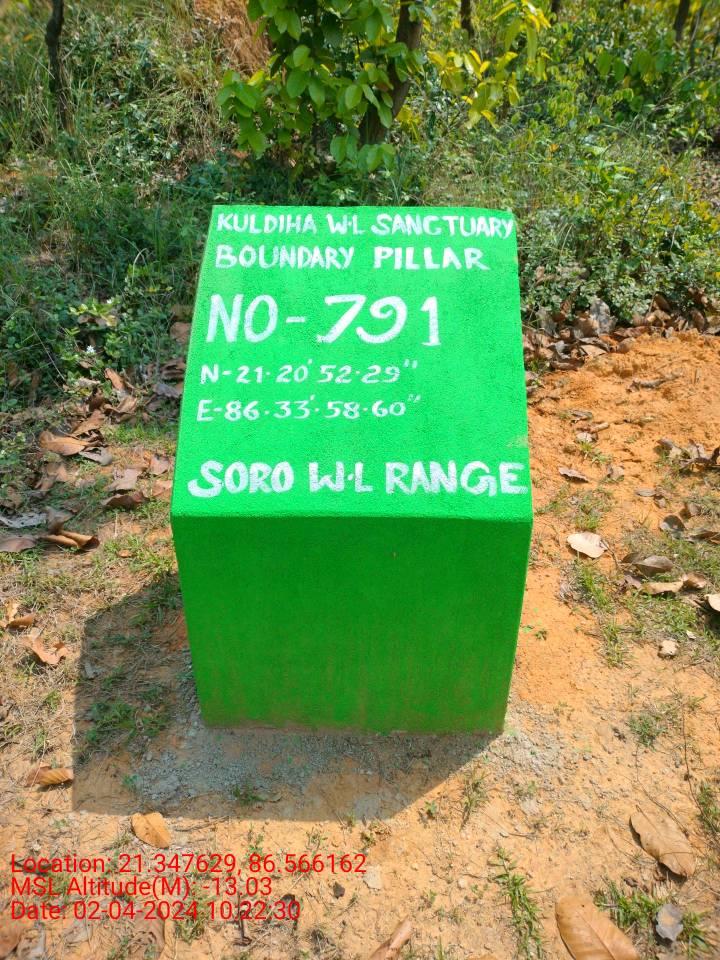 KULDIHA W·L SANCTUARY
BOUNDARY PILLAR
NO-791
N-21·20' 52·29"
E-86·33'·58·60"
SORO W·L RANGE
Location: 21.347629, 86.566162
MSL Altitude(M): -13.03
Date: 02-04-2024 10:22:30